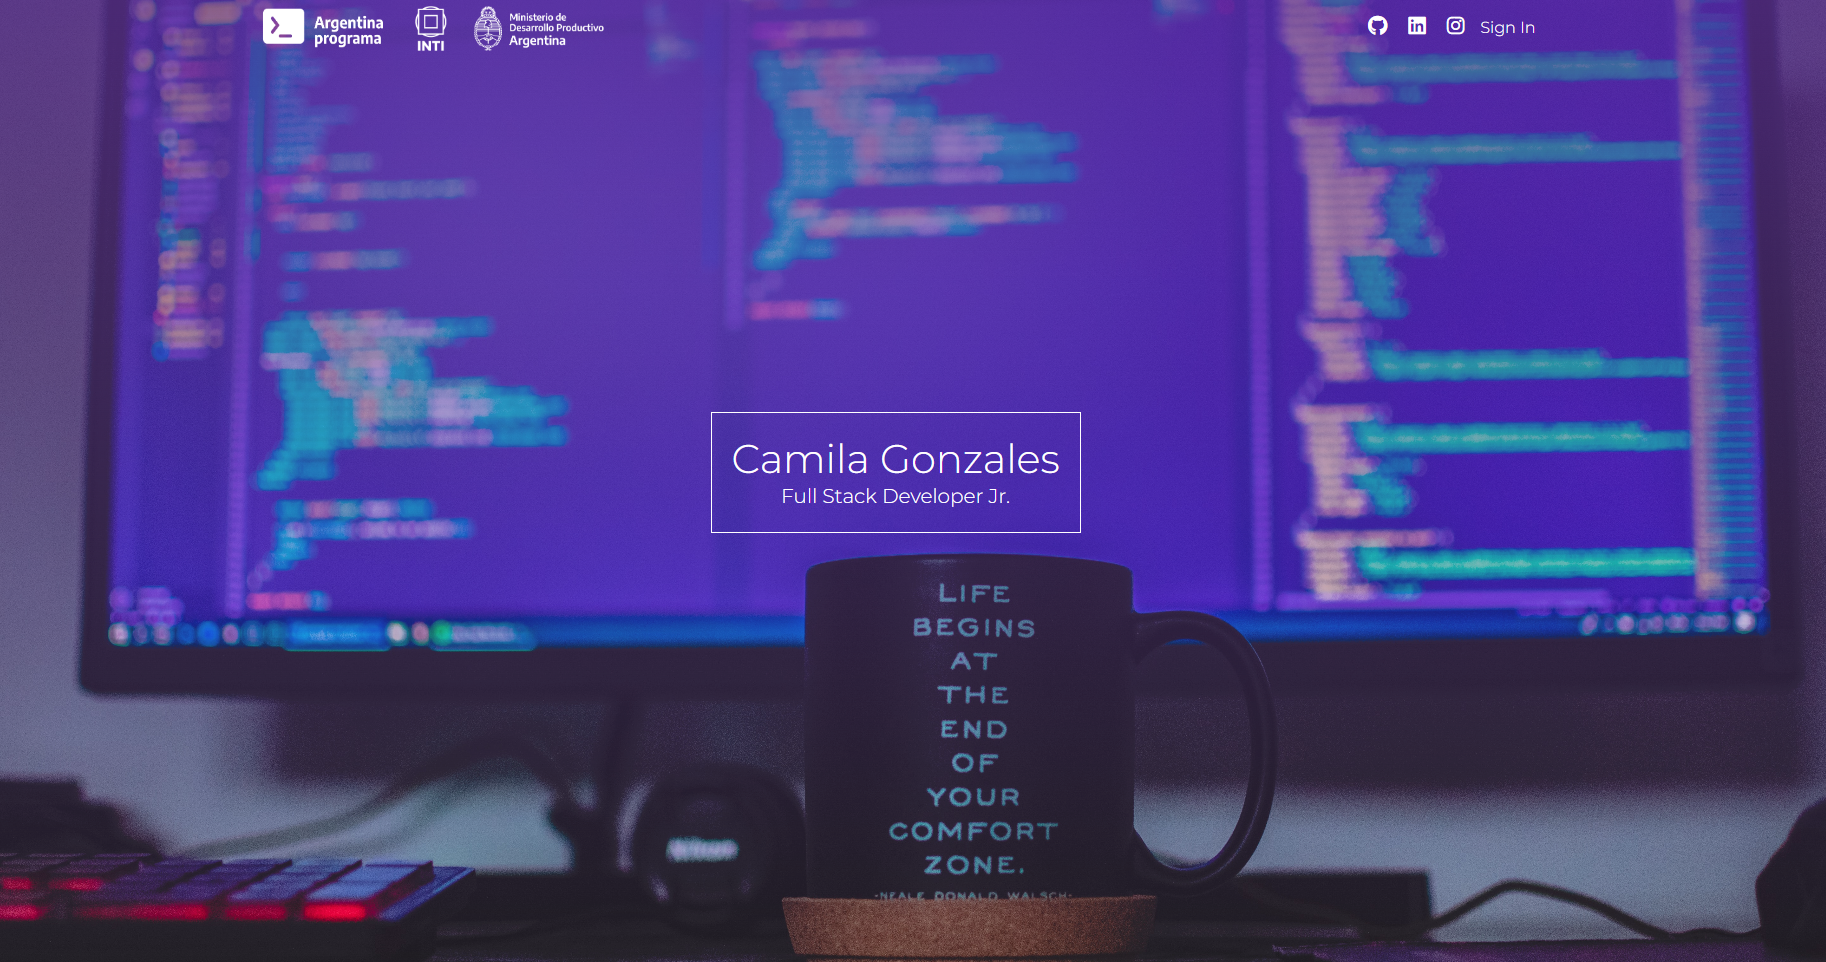 Argentina
programa
INTI
Ministerio de
Desarrollo Productivo
Argentina
Sign In
Camila Gonzales
Full Stack Developer Jr.
LIFE
BEGINS
AT
THE
END
OF
YOUR
COMFORT
ZONE.
-NEALE DONALD WALSCH-